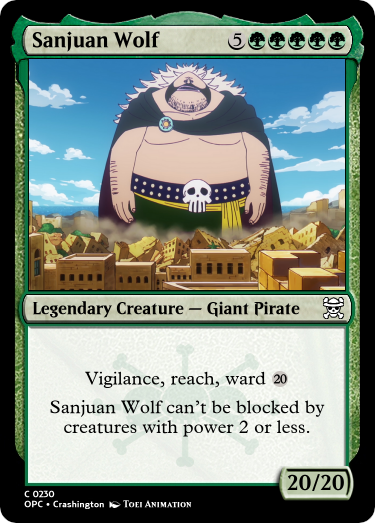 Sanjuan Wolf 5
Legendary Creature — Giant Pirate
Vigilance, reach, ward 20
Sanjuan Wolf can't be blocked by
creatures with power 2 or less.
20/20
C 0230
OPC • Crashington TOEI ANIMATION